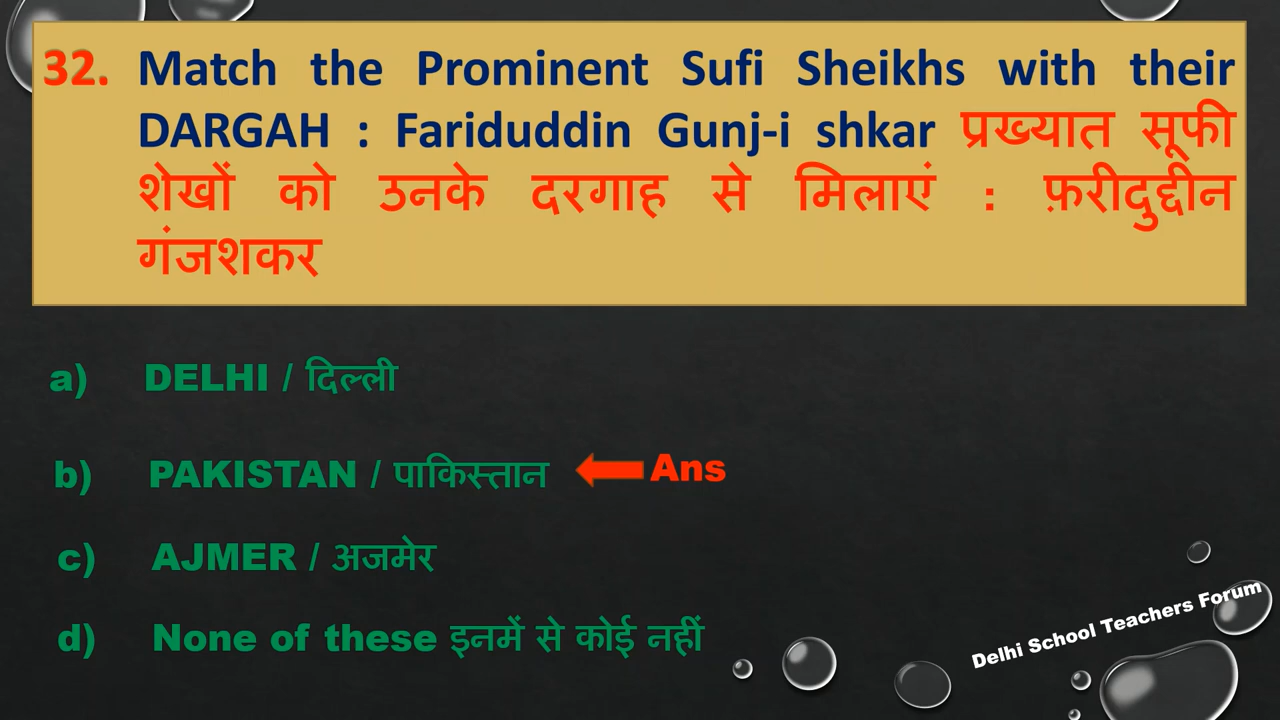 32. Match the Prominent Sufi Sheikhs with their
DARGAH : Fariduddin Gunj-i shkar प्रख्यात सूफी
शेखों को उनके दरगाह से मिलाएं : फ़रीदुद्दीन
गंजशकर
a) DELHI / दिल्ली
b) PAKISTAN / पाकिस्तान Ans
c) AJMER / अजमेर
d) None of these इनमें से कोई नहीं
Delhi School Teachers Forum